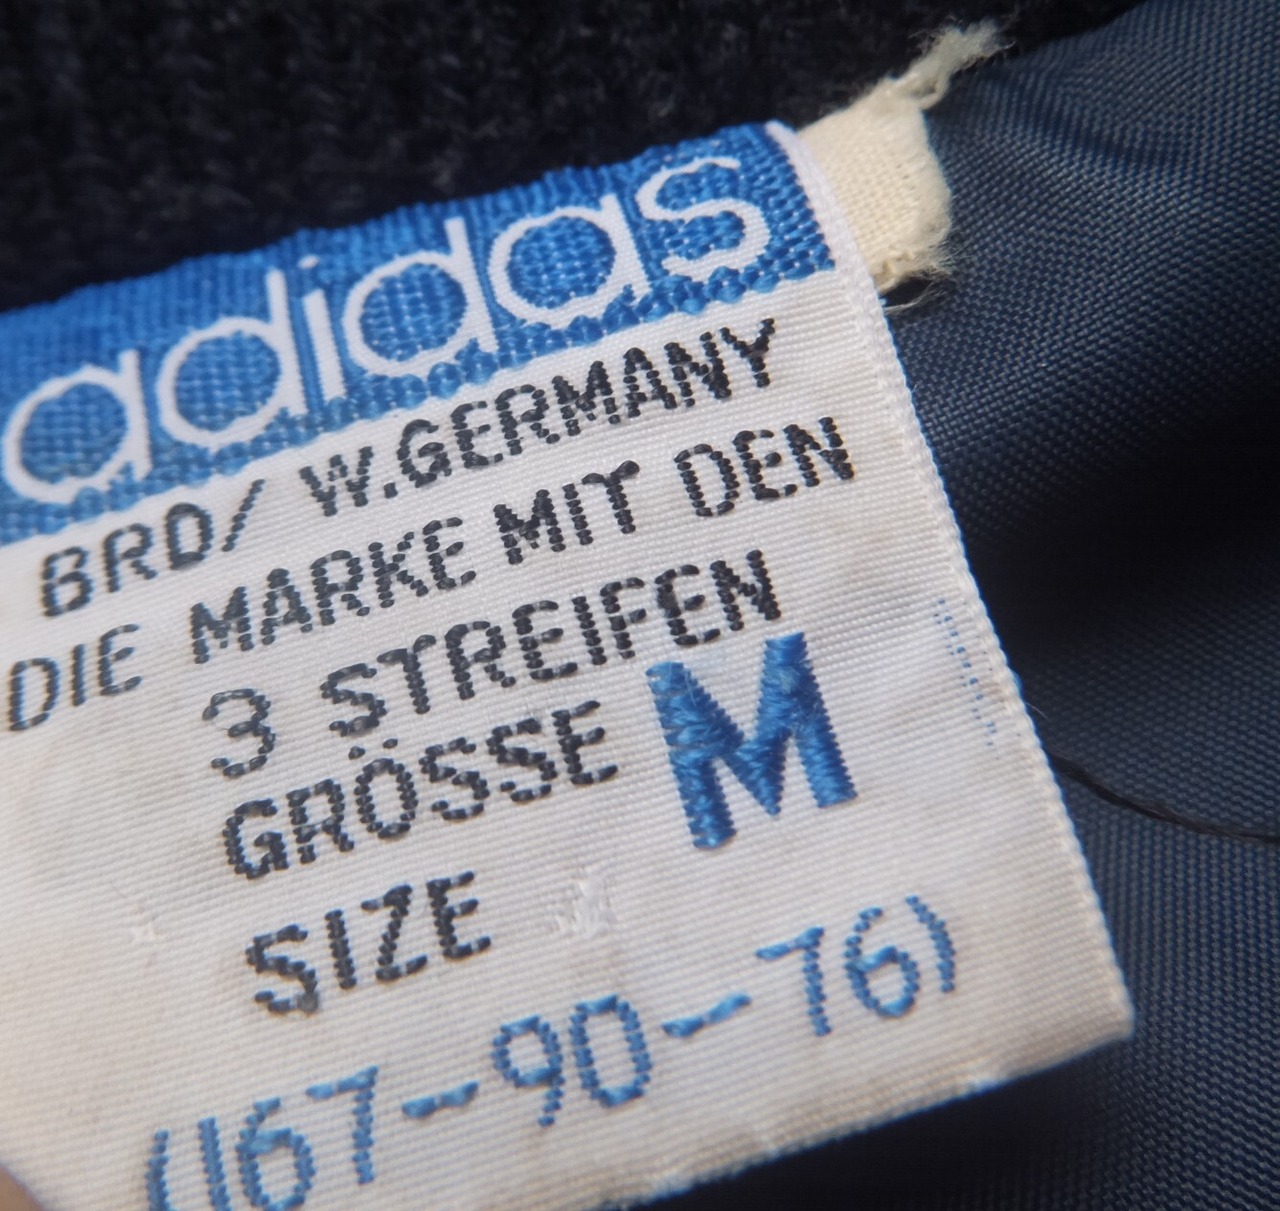 adidas
BRD/ W.GERMANY
DIE MARKE MIT DEN
3 STREIFEN
GRÖSSE M
SIZE
(167-90-76)